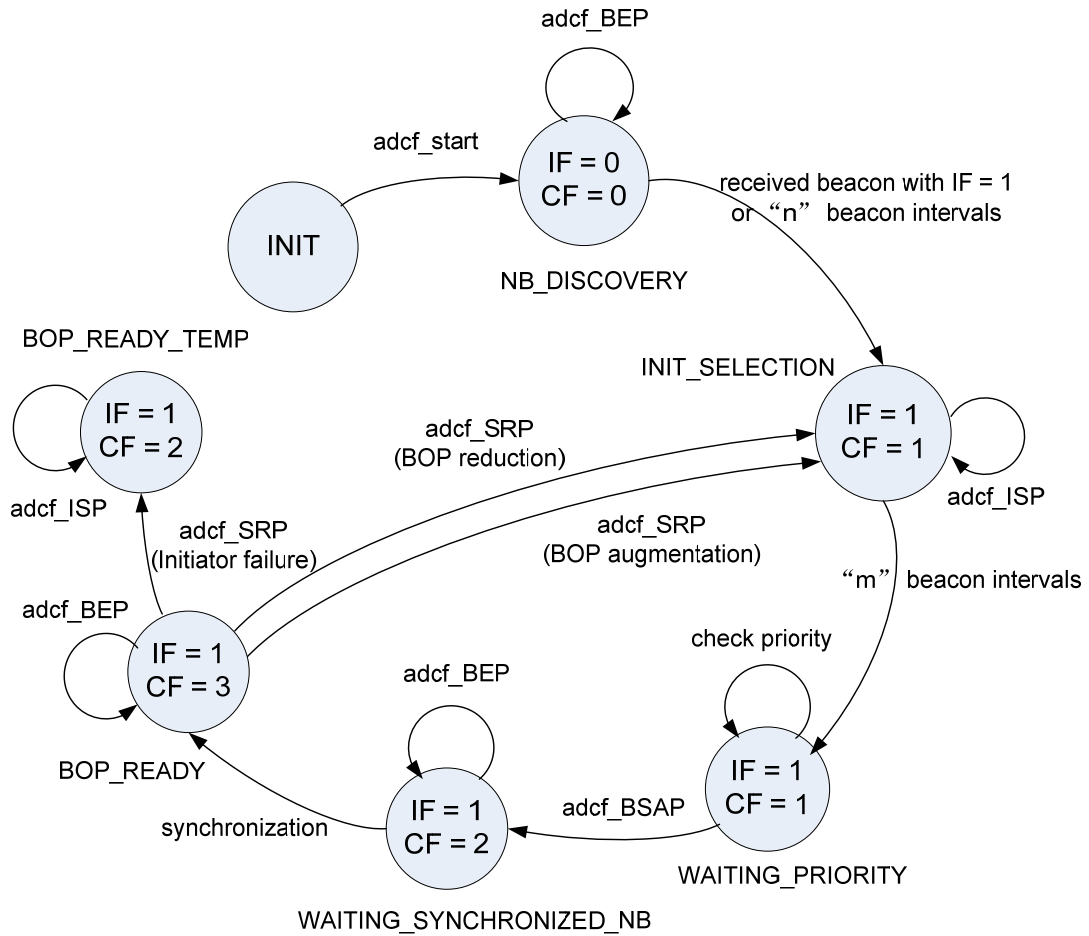 adcf_BEP
adcf_start
IF = 0
CF = 0
INIT
received beacon with IF = 1
or “n” beacon intervals
NB_DISCOVERY
BOP_READY_TEMP
INIT_SELECTION
IF = 1
CF = 2
IF = 1
CF = 1
adcf_SRP
(BOP reduction)
adcf_ISP
adcf_ISP
adcf_SRP
(Initiator failure)
adcf_SRP
(BOP augmentation)
“m” beacon intervals
adcf_BEP
check priority
IF = 1
CF = 3
adcf_BEP
BOP_READY
IF = 1
CF = 1
IF = 1
CF = 2
adcf_BSAP
synchronization
WAITING_PRIORITY
WAITING_SYNCHRONIZED_NB